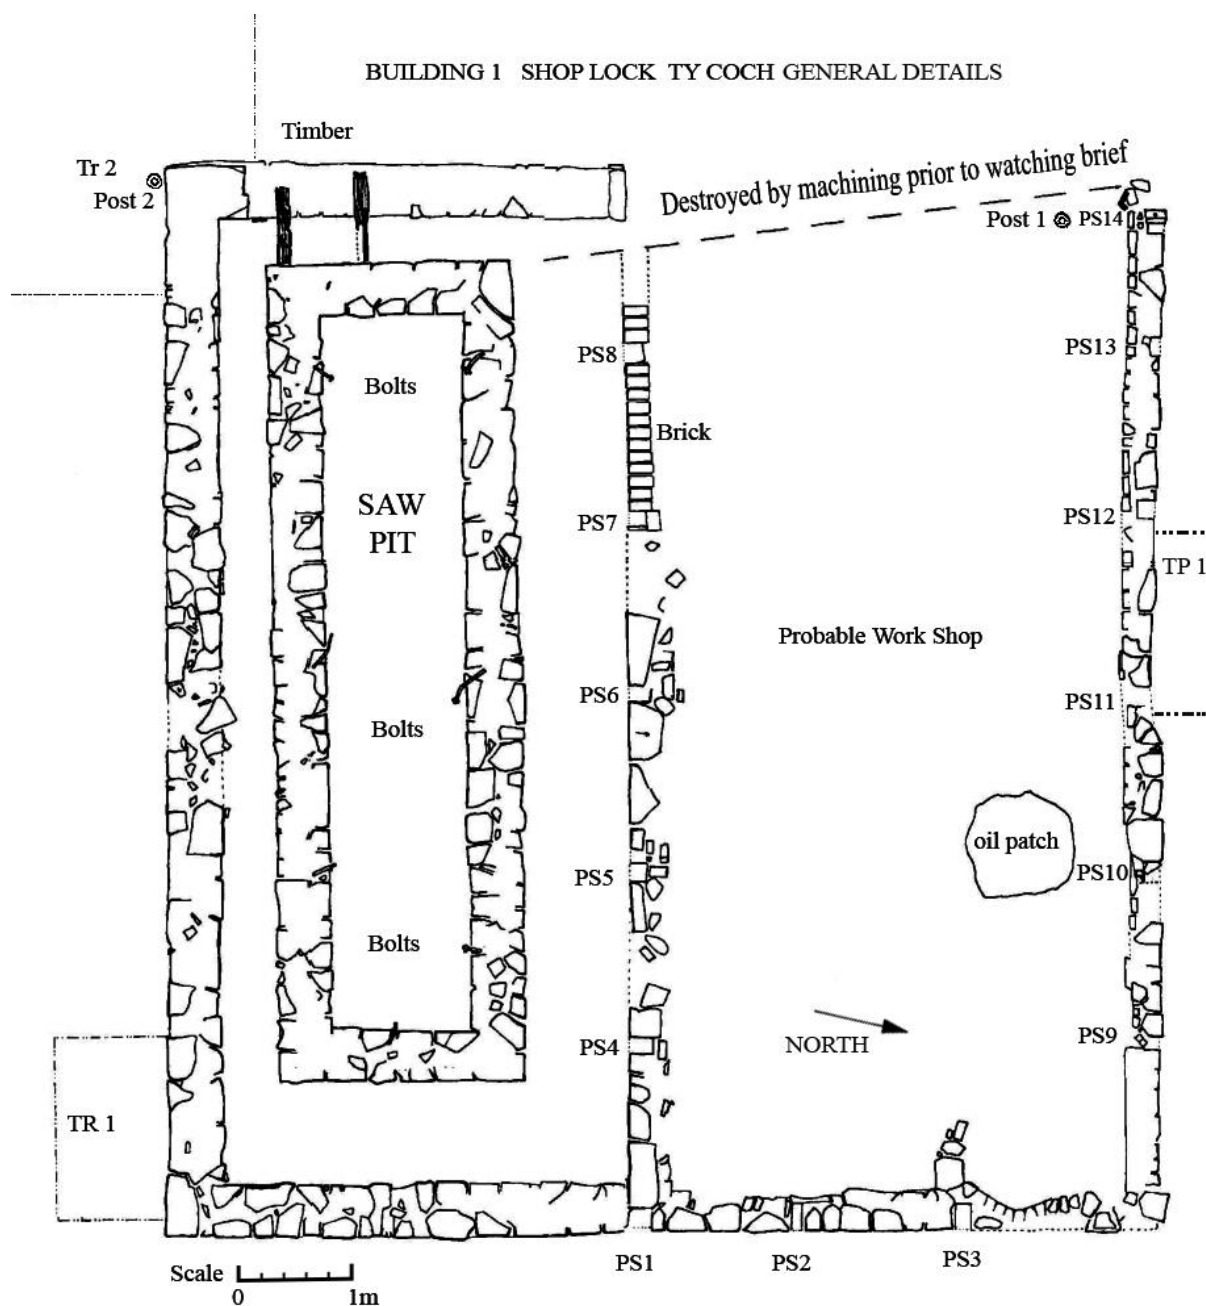 BUILDING 1 SHOP LOCK TY COCH GENERAL DETAILS
Timber
Tr 2
Post 2
Destroyed by machining prior to watching brief
Post 1
PS14
PS8
PS13
Bolts
Brick
SAW
PIT
PS7
PS12
TP 1
Probable Work Shop
PS6
PS11
Bolts
oil patch
PS5
PS10
Bolts
NORTH
PS4
PS9
TR 1
PS1
PS2
PS3
Scale
0
1m